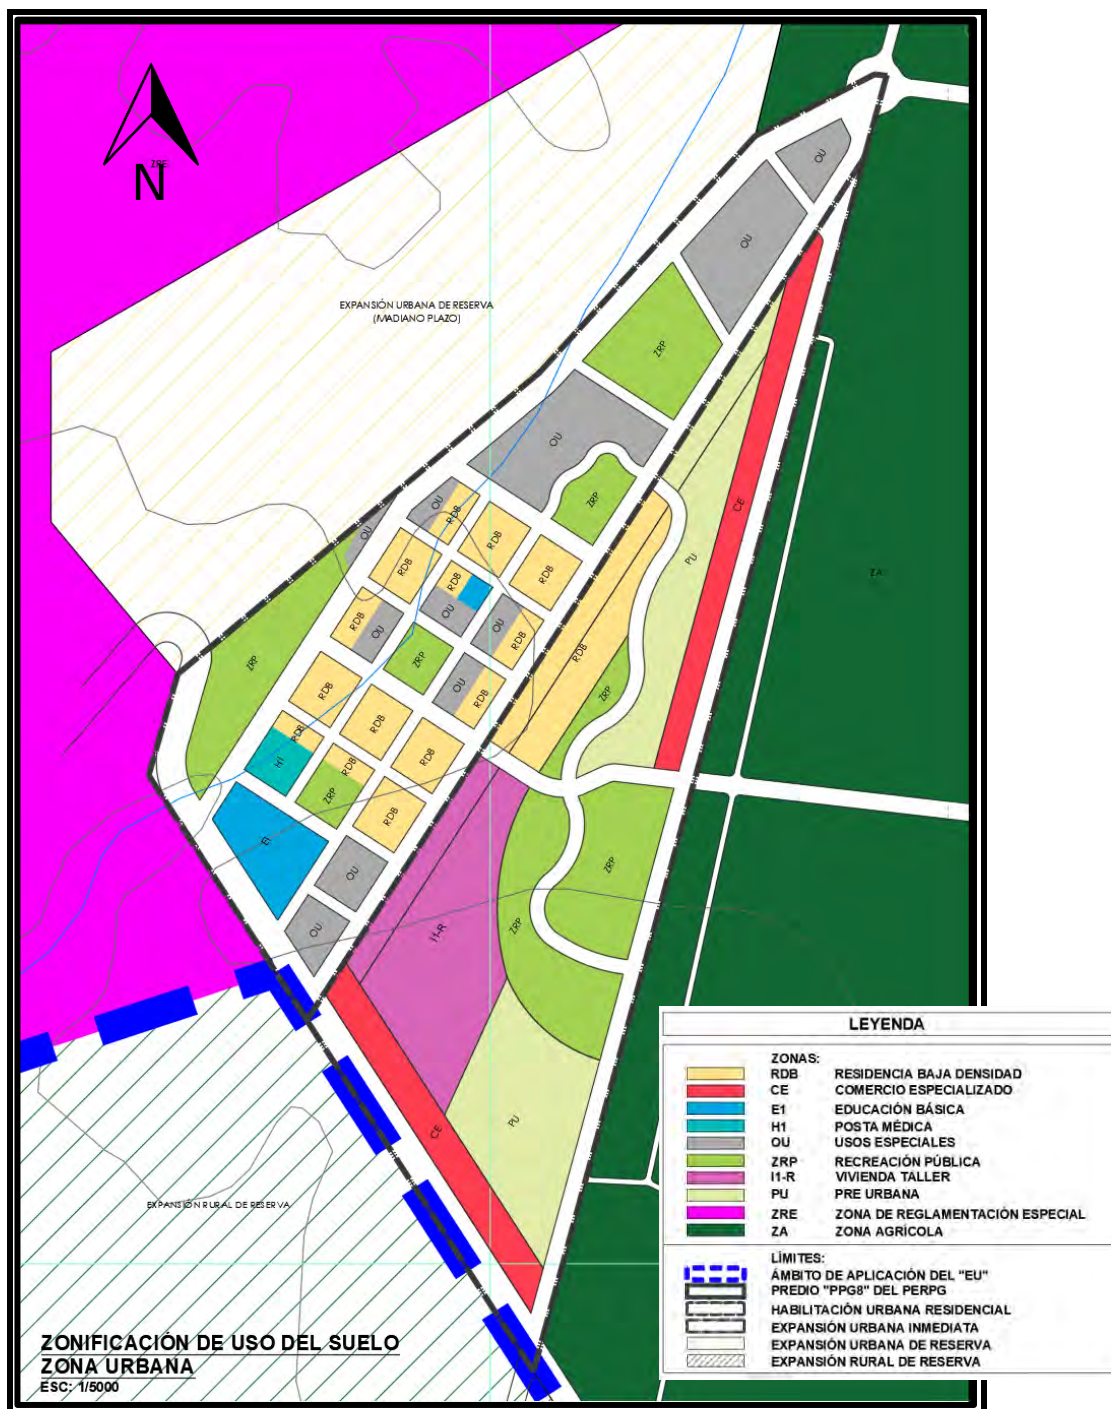 ZRE
N
EXPANSIÓN URBANA DE RESERVA
(MADIANO PLAZO)
OU
OU
ZRP
OU
ZRP
OU
RDB
OU
RDB
RDB
RDB
RDB
OU
RDB
OU
OU
RDB
ZRP
ZRP
OU
RDB
RDB
RDB
RDB
RDB
H1
RDB
ZRP
RDB
E1
OU
OU
RDB
ZRP
PU
CE
ZA
I1-R
ZRP
ZRP
PU
CE
EXPANSIÓN RURAL DE RESERVA
ZONIFICACIÓN DE USO DEL SUELO
ZONA URBANA
ESC: 1/5000
LEYENDA
ZONAS:
RDB RESIDENCIA BAJA DENSIDAD
CE COMERCIO ESPECIALIZADO
E1 EDUCACIÓN BÁSICA
H1 POSTA MÉDICA
OU USOS ESPECIALES
ZRP RECREACIÓN PÚBLICA
I1-R VIVIENDA TALLER
PU PRE URBANA
ZRE ZONA DE REGLAMENTACIÓN ESPECIAL
ZA ZONA AGRÍCOLA
LÍMITES:
ÁMBITO DE APLICACIÓN DEL "EU"
PREDIO "PPG8" DEL PERPG
HABILITACIÓN URBANA RESIDENCIAL
EXPANSIÓN URBANA INMEDIATA
EXPANSIÓN URBANA DE RESERVA
EXPANSIÓN RURAL DE RESERVA